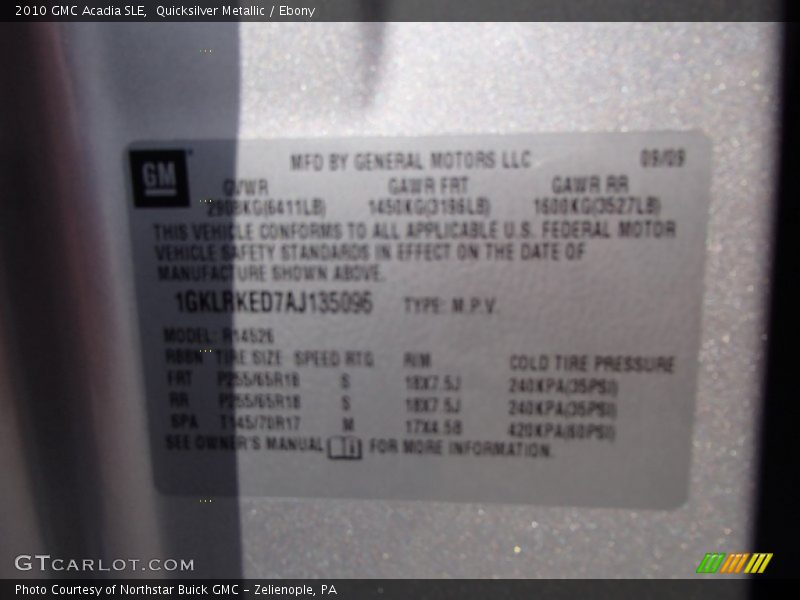 2010 GMC Acadia SLE, Quicksilver Metallic / Ebony
GM
MFD BY GENERAL MOTORS LLC 09/09
GVWR GAWR FRT GAWR RR
2908KG(6411LB) 1450KG(3196LB) 1600KG(3527LB)
THIS VEHICLE CONFORMS TO ALL APPLICABLE U.S. FEDERAL MOTOR
VEHICLE SAFETY STANDARDS IN EFFECT ON THE DATE OF
MANUFACTURE SHOWN ABOVE.
1GKLRKED7AJ135096 TYPE: M.P.V.
MODEL: R14526
TIRE SIZE SPEED RTG RIM COLD TIRE PRESSURE
FRT P255/65R18 S 18X7.5J 240KPA(35PSI)
RR P255/65R18 S 18X7.5J 240KPA(35PSI)
SPA T145/70R17 M 17X4.5B 420KPA(60PSI)
SEE OWNER'S MANUAL FOR MORE INFORMATION.
GTCARLOT.COM
Photo Courtesy of Northstar Buick GMC – Zelienople, PA